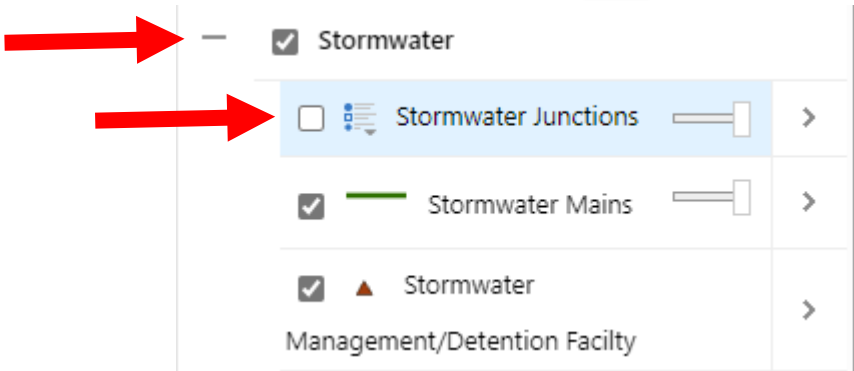 Stormwater
Stormwater Junctions
Stormwater Mains
Stormwater
Management/Detention Facilty